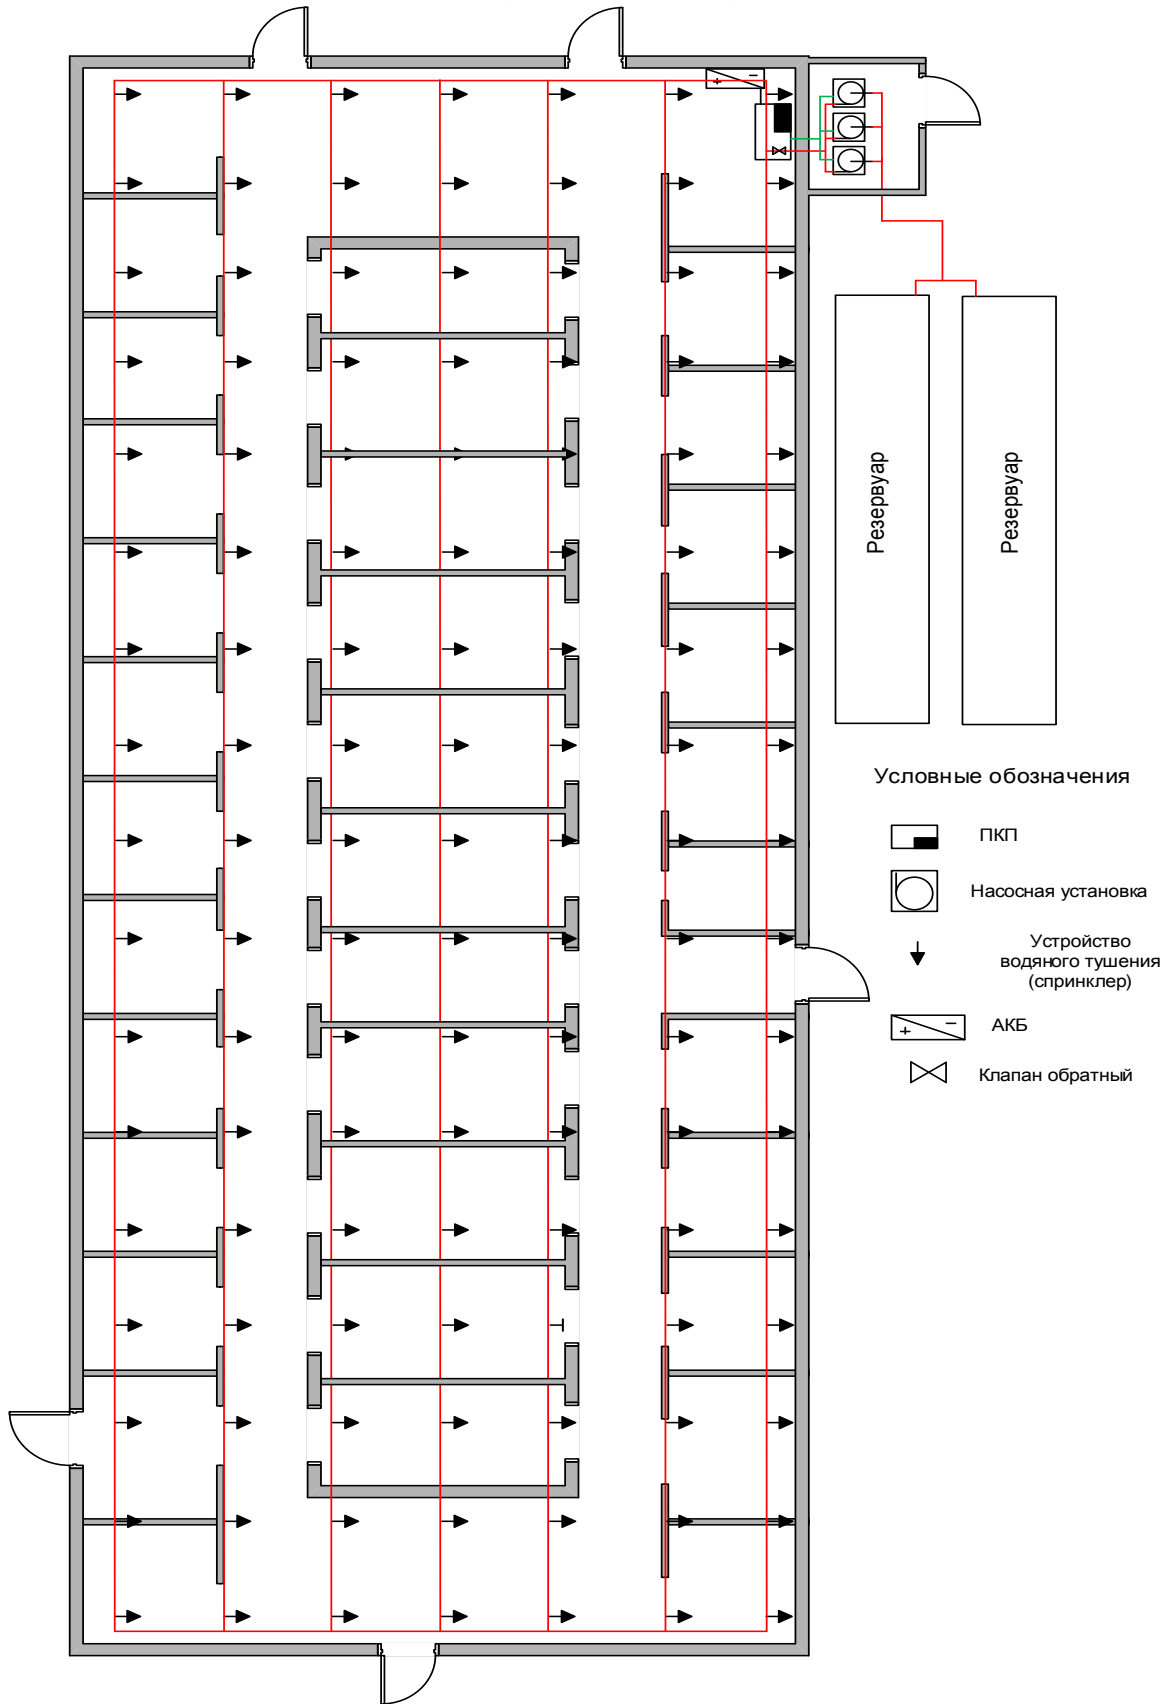 Резервуар
Резервуар
Условные обозначения
ПКП
Насосная установка
Устройство
водяного тушения
(спринклер)
АКБ
Клапан обратный